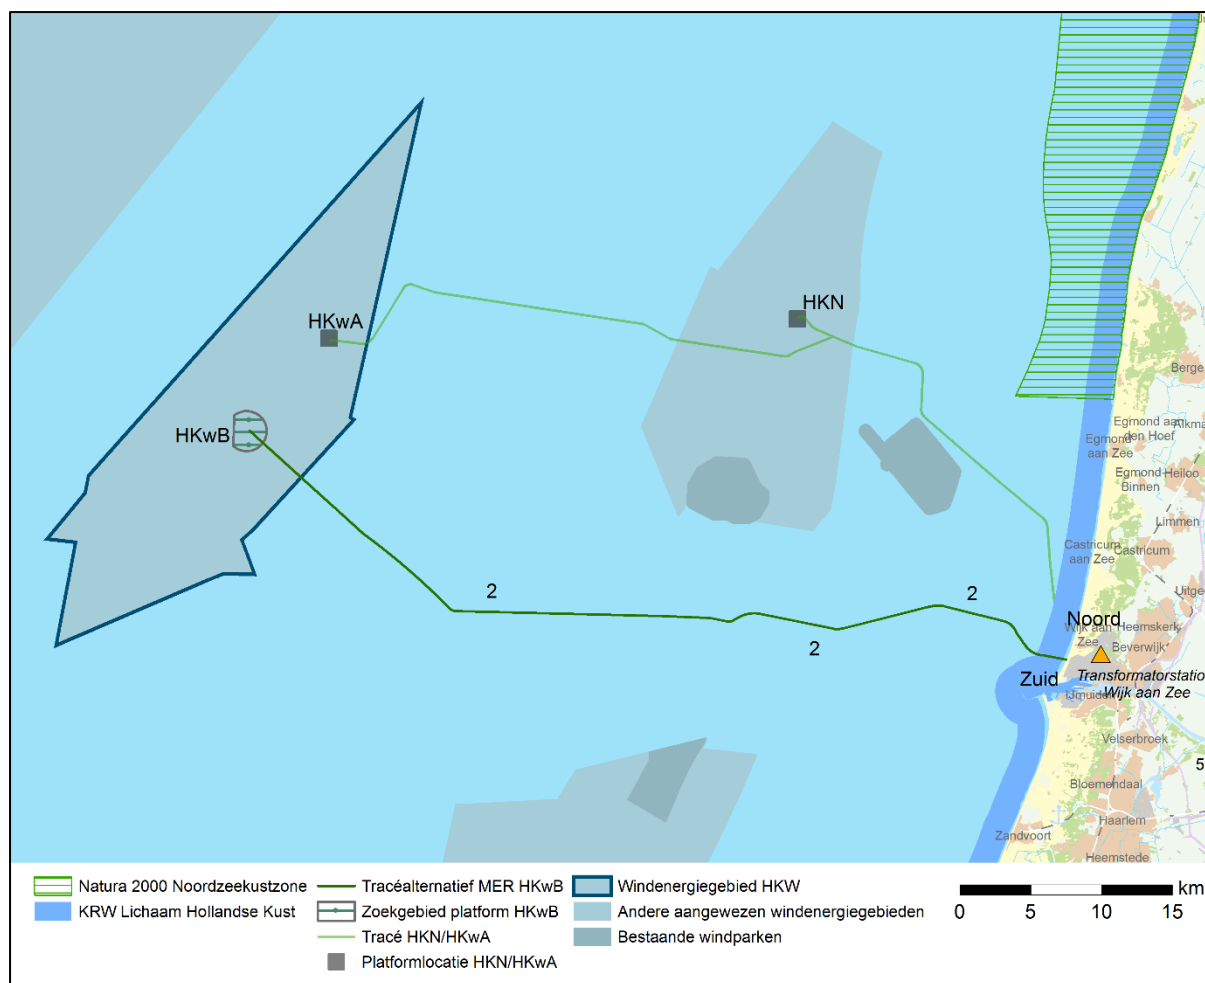 HKwA
HKN
HKwB
Berge
Egmond aan
den Hoef
Alkma
Egmond
aan Zee
Egmond
Binnen
Heiloo
Limmen
Castricum
aan Zee
Castricum
Uitge
2
2
2
Noord
Wijk aan
Zee
Heemskerk
Beverwijk
Zuid
Transformatorstatio
Wijk aan Zee
IJmuiden
Velserbroek
5
Bloemendaal
Haarlem
Zandvoort
Heemstede
Natura 2000 Noordzeekustzone
KRW Lichaam Hollandse Kust
Tracéalternatief MER HKwB
Zoekgebied platform HKwB
Tracé HKN/HKwA
Platformlocatie HKN/HKwA
Windenergiegebied HKW
Andere aangewezen windenergiegebieden
Bestaande windparken
km
0 5 10 15